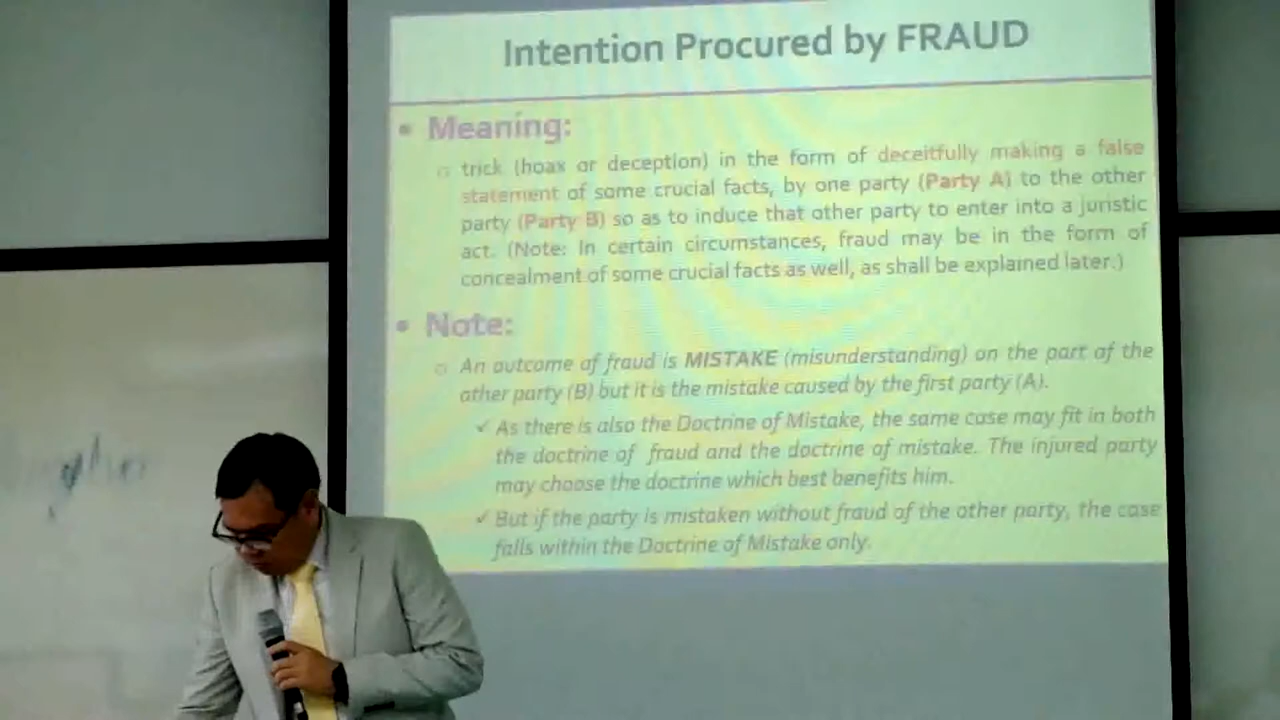 Intention Procured by FRAUD
• Meaning:
trick (hoax or deception) in the form of deceitfully making a false
statement of some crucial facts, by one party (Party A) to the other
party (Party B) so as to induce that other party to enter into a juristic
act. (Note: In certain circumstances, fraud may be in the form of
concealment of some crucial facts as well, as shall be explained later.)
• Note:
An outcome of fraud is MISTAKE (misunderstanding) on the part of the
other party (B) but it is the mistake caused by the first party (A).
✓ As there is also the Doctrine of Mistake, the same case may fit in both
the doctrine of fraud and the doctrine of mistake. The injured party
may choose the doctrine which best benefits him.
✓ But if the party is mistaken without fraud of the other party, the case
falls within the Doctrine of Mistake only.